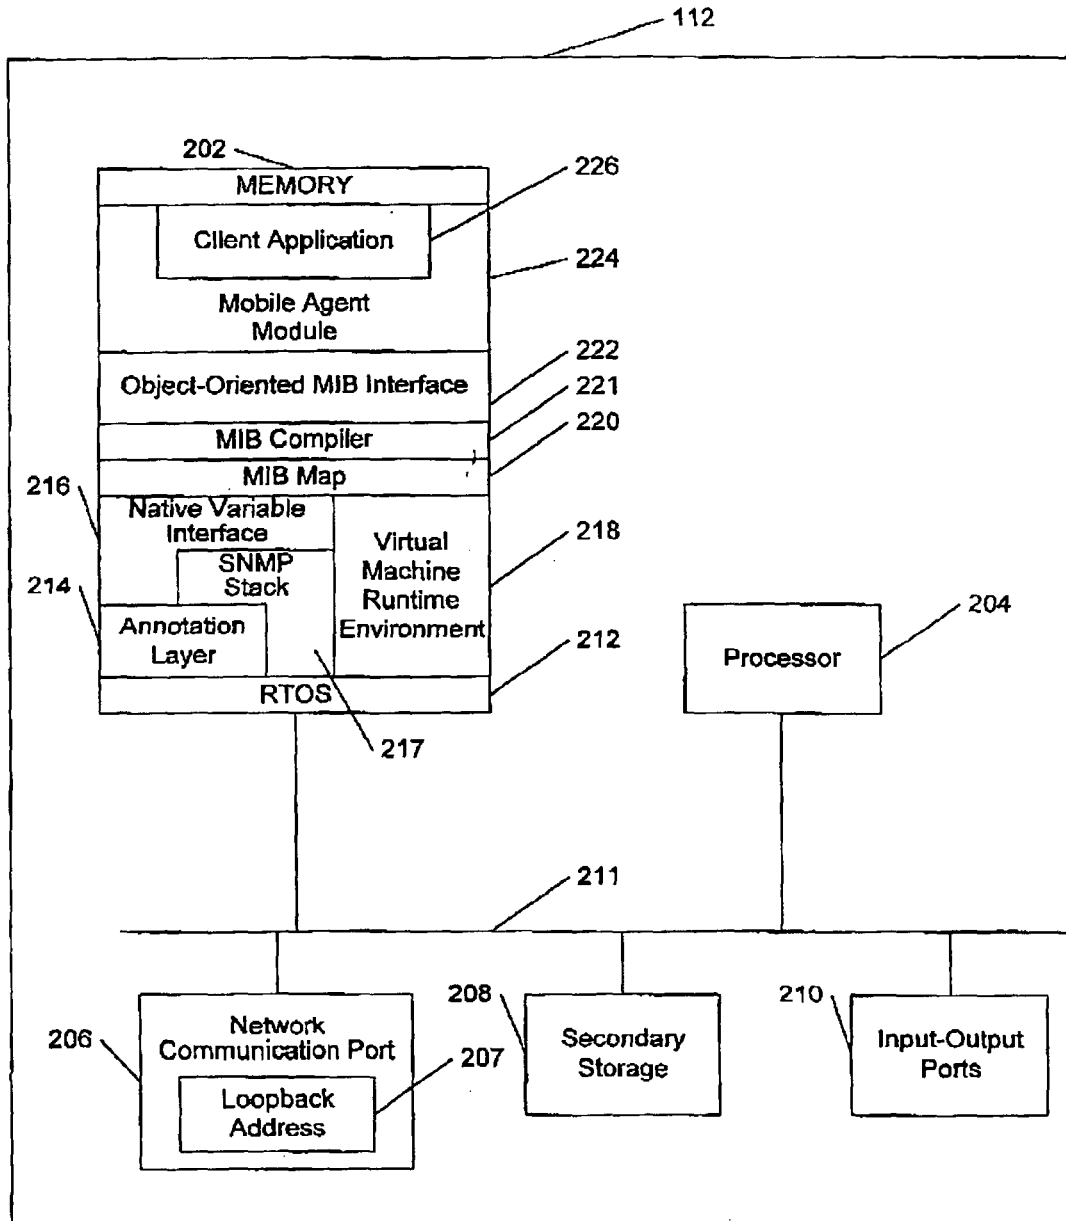 112
202
MEMORY
226
Client Application
224
Mobile Agent
Module
222
Object-Oriented MIB Interface
221
MIB Compiler
220
MIB Map
216
Native Variable
Interface
218
Virtual
Machine
Runtime
Environment
SNMP
Stack
214
Annotation
Layer
212
RTOS
217
204
Processor
211
206
Network
Communication Port
207
Loopback
Address
208
Secondary
Storage
210
Input-Output
Ports